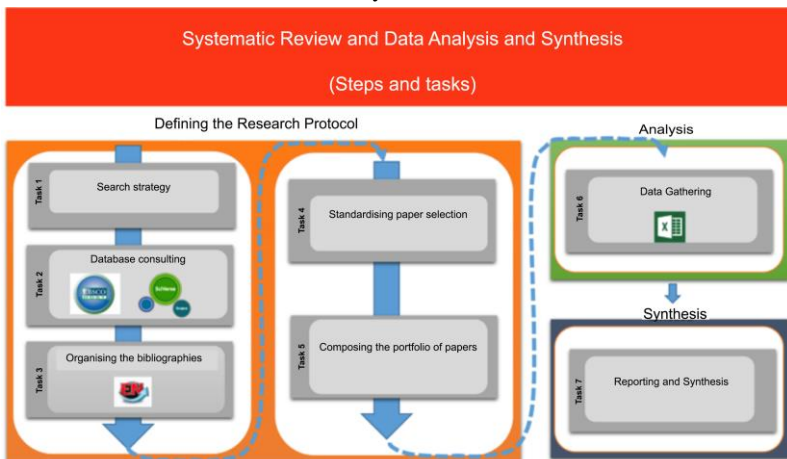 Systematic Review and Data Analysis and Synthesis
(Steps and tasks)
Defining the Research Protocol
Task 1
Search strategy
Task 2
Database consulting
Task 3
Organising the bibliographies
Task 4
Standardising paper selection
Task 5
Composing the portfolio of papers
Analysis
Task 6
Data Gathering
Synthesis
Task 7
Reporting and Synthesis